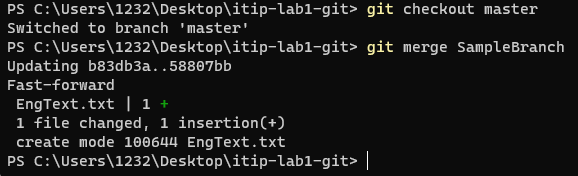 PS C:\Users\1232\Desktop\itip-lab1-git> git checkout master
Switched to branch 'master'
PS C:\Users\1232\Desktop\itip-lab1-git> git merge SampleBranch
Updating b83db3a..58807bb
Fast-forward
 EngText.txt | 1 +
 1 file changed, 1 insertion(+)
 create mode 100644 EngText.txt
PS C:\Users\1232\Desktop\itip-lab1-git>